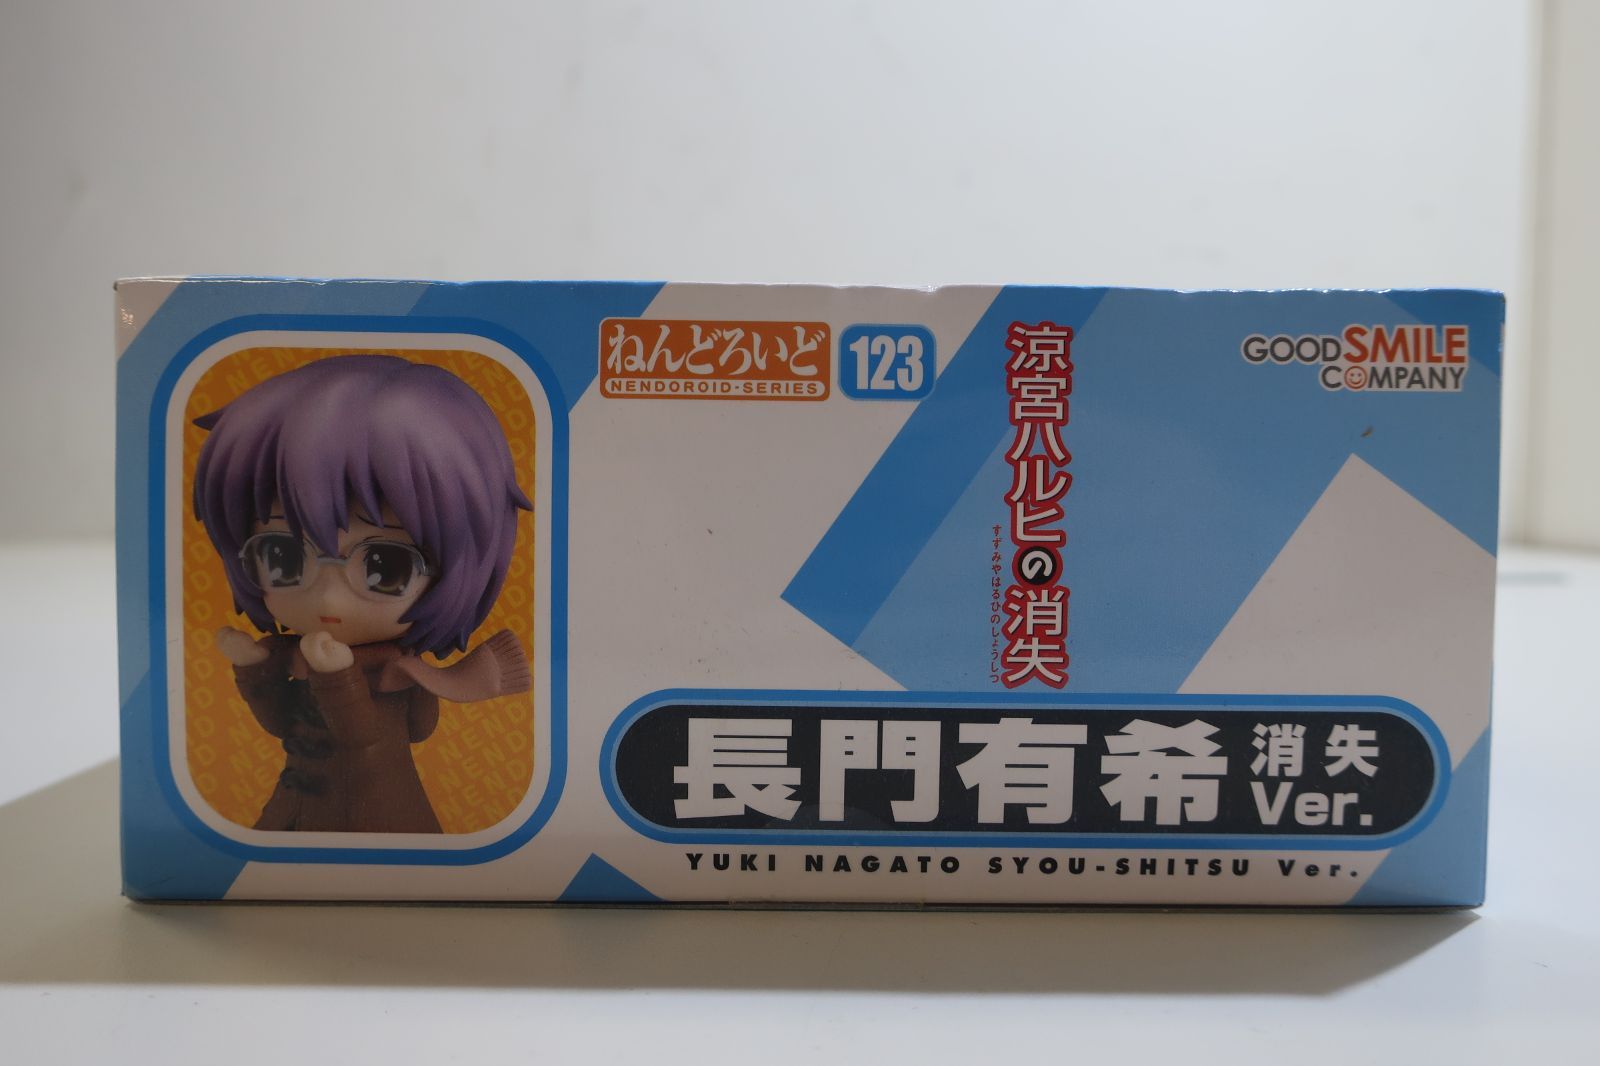 ねんどろいど
NENDOROID-SERIES
123
涼宮ハルヒの消失
すずみやはるひのしょうしつ
GOOD SMILE
COMPANY
長門有希 消失
Ver.
YUKI NAGATO SYOU-SHITSU Ver.